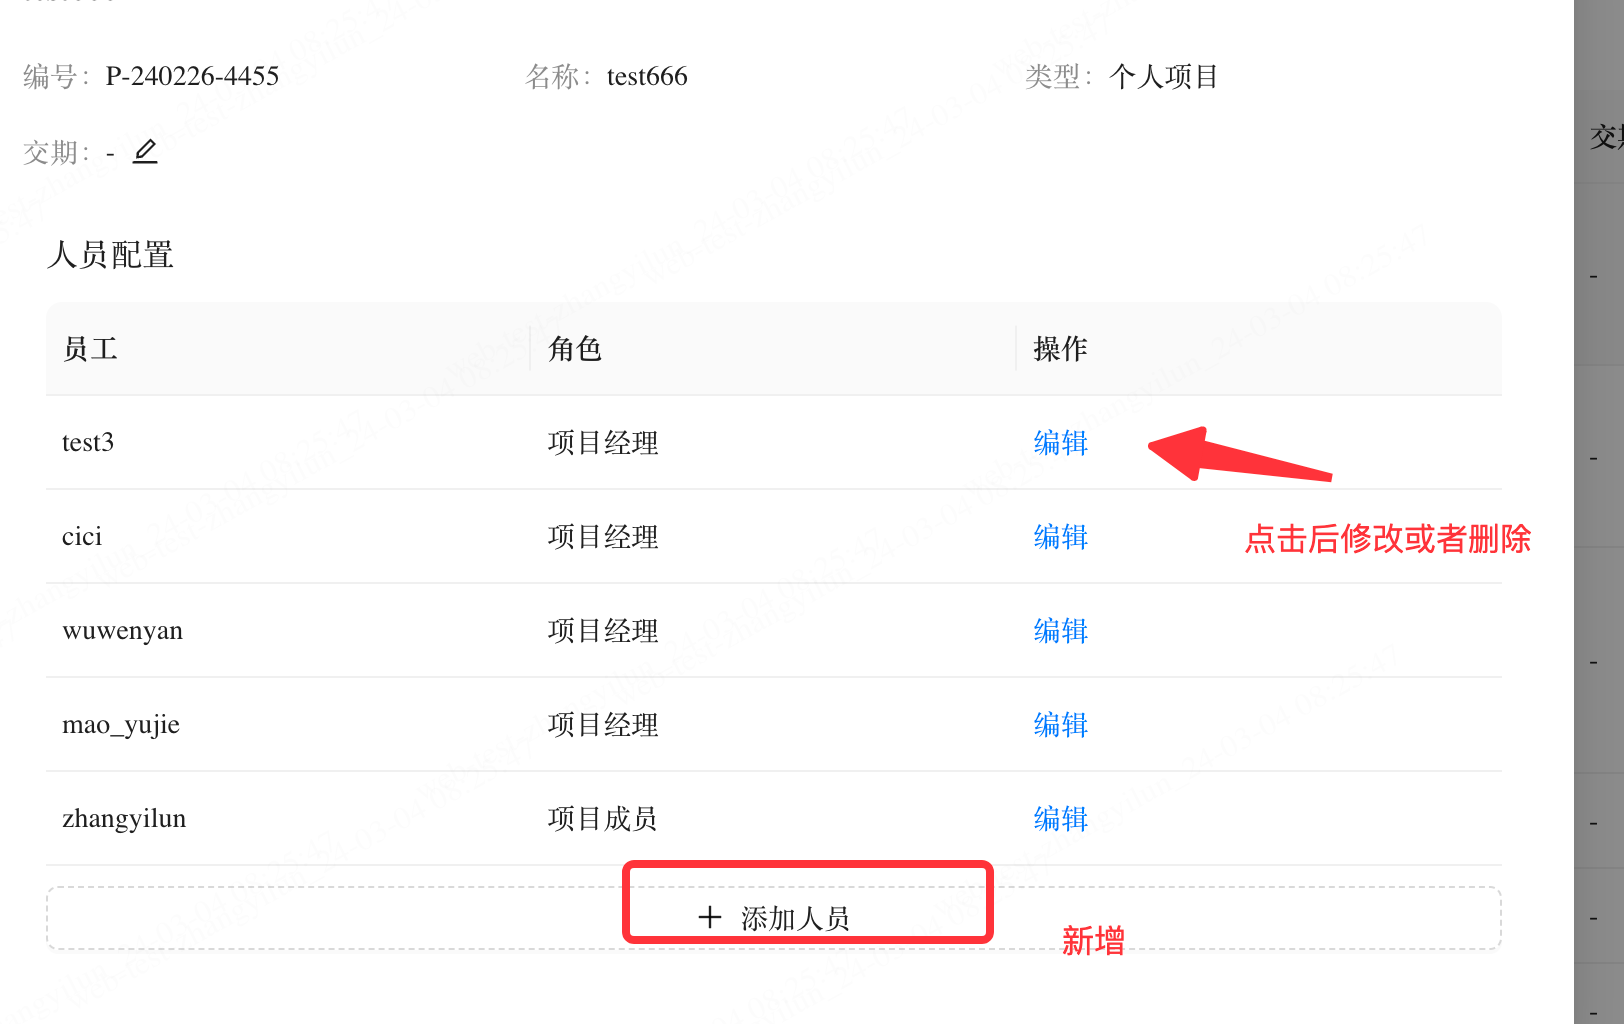 编号： P-240226-4455 名称： test666 类型： 个人项目
交期： -
交
人员配置
员工 角色 操作
-
test3 项目经理 编辑
-
cici 项目经理 编辑
点击后修改或者删除
wuwenyan 项目经理 编辑
-
mao_yujie 项目经理 编辑
zhangyilun 项目成员 编辑
-
+ 添加人员
-
新增
-